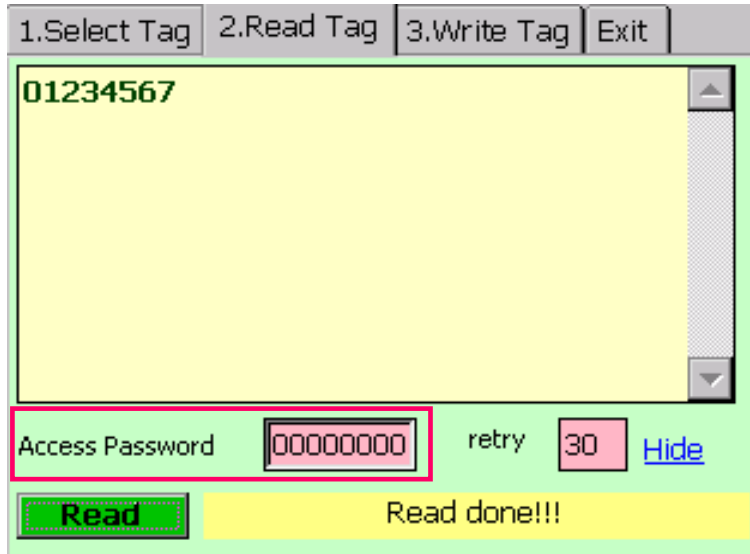 1.Select Tag 2.Read Tag 3.Write Tag Exit
01234567
Access Password 00000000 retry 30 Hide
Read Read done!!!